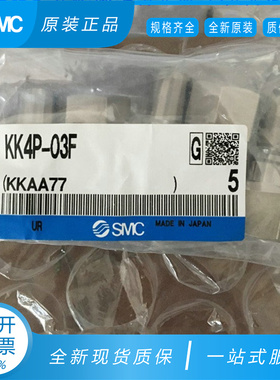 SMC 原装正品 规格齐全 全新原装
KK4P-03F
G
(KKAA77 )
5
UR
SMC
MADE IN JAPAN
开
票
全新现货质保
一站式服